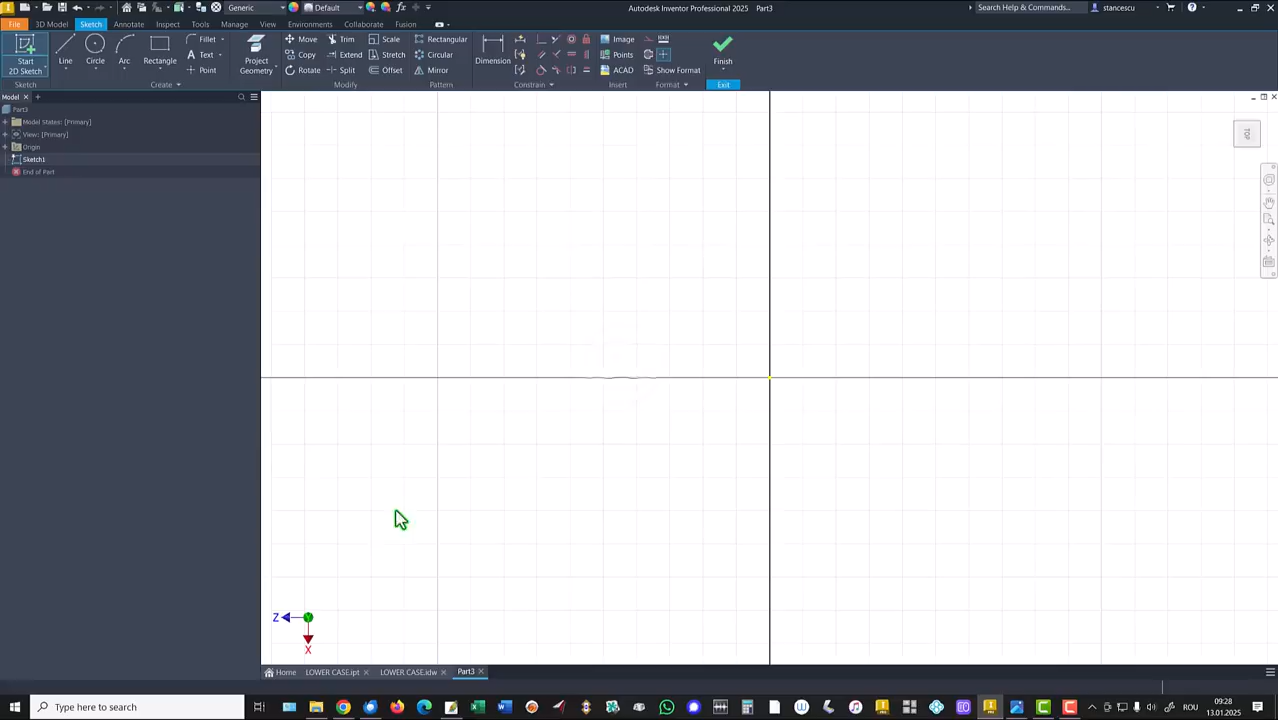 Generic Default Autodesk Inventor Professional 2025 Part3 Search Help & Commands... stancescu
File 3D Model Sketch Annotate Inspect Tools Manage View Environments Collaborate Fusion
Start
2D Sketch
Line
Circle
Arc
Rectangle
Fillet
Text
Point
Project
Geometry
Move
Copy
Rotate
Trim
Extend
Split
Scale
Stretch
Offset
Rectangular
Circular
Mirror
Dimension
Image
Points
ACAD
Show Format
Finish
Sketch Create Modify Pattern Constrain Insert Format Exit
Model
Part3
Model States: [Primary]
View: [Primary]
Origin
Sketch1
End of Part
TOP
Z
X
Home LOWER CASE.ipt LOWER CASE.idw Part3
Type here to search
ROU
09:28
13.01.2025